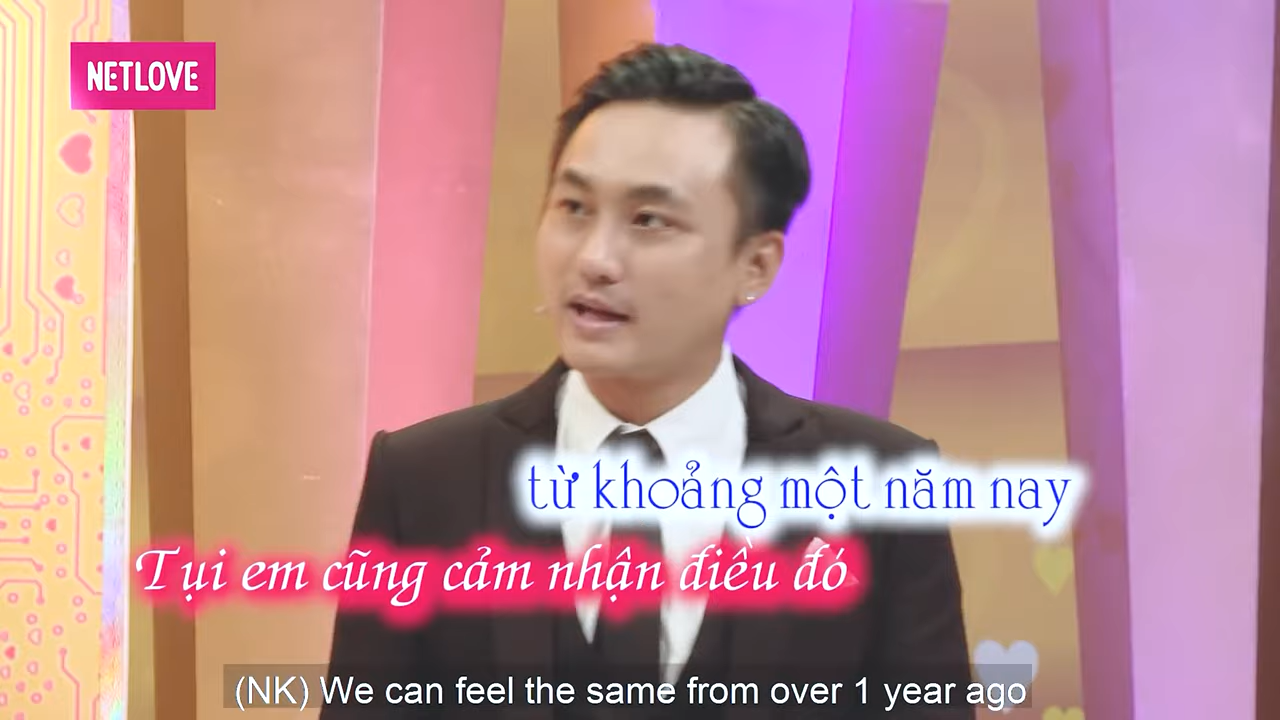 NETLOVE
từ khoảng một năm nay
Tụi em cũng cảm nhận điều đó
(NK) We can feel the same from over 1 year ago